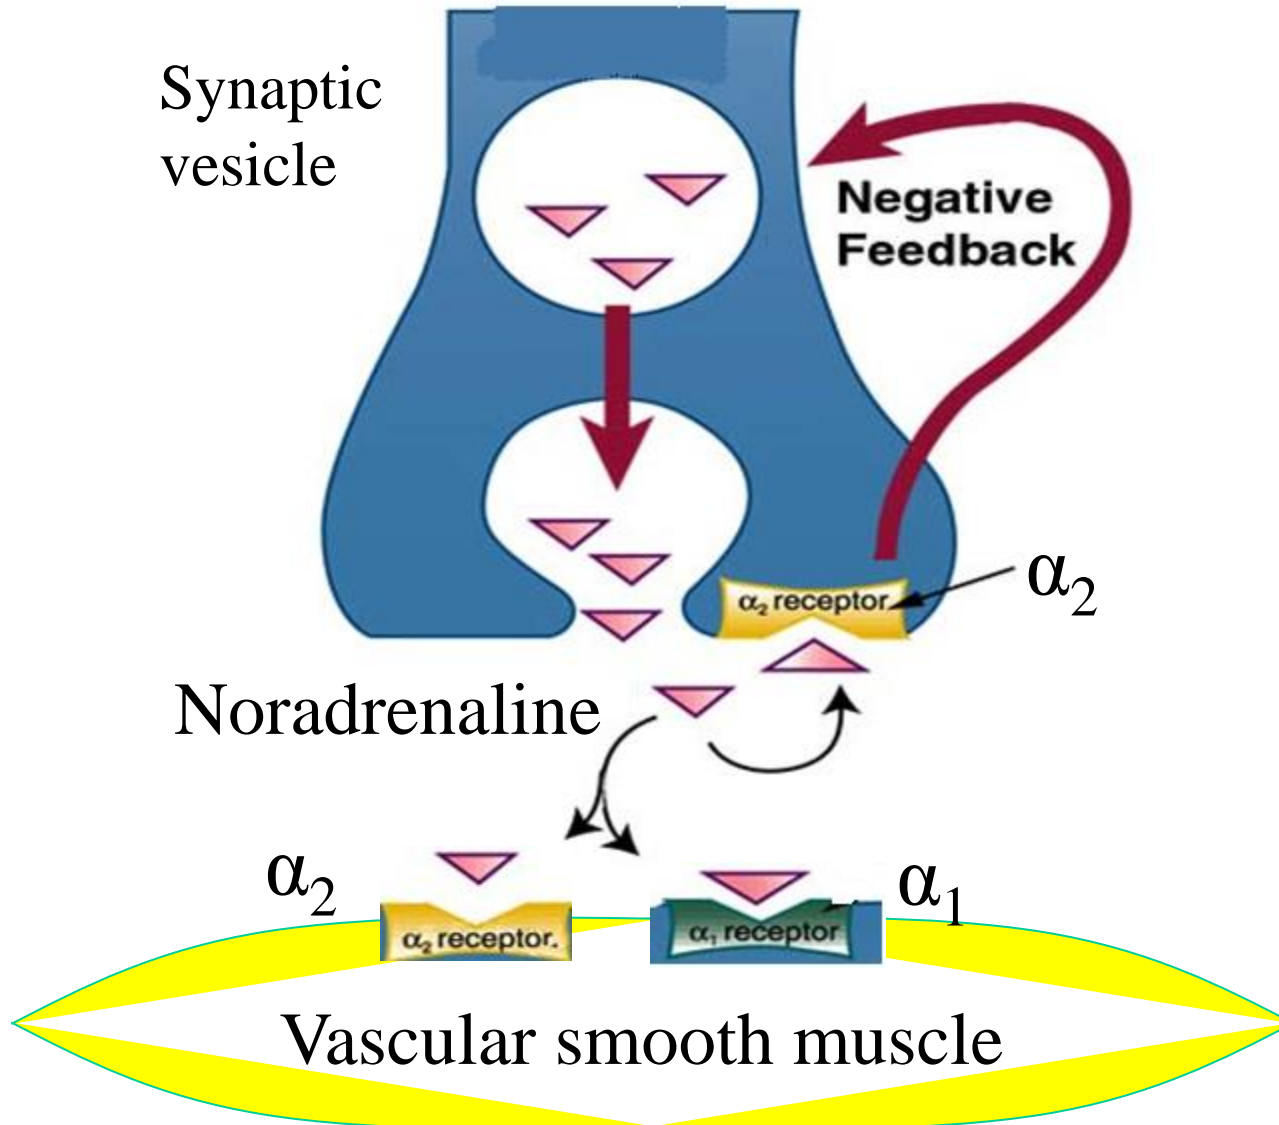 Synaptic
vesicle
Negative
Feedback
α₂ receptor
α₂
Noradrenaline
α₂
α₁
α₂ receptor.
α₁ receptor
Vascular smooth muscle